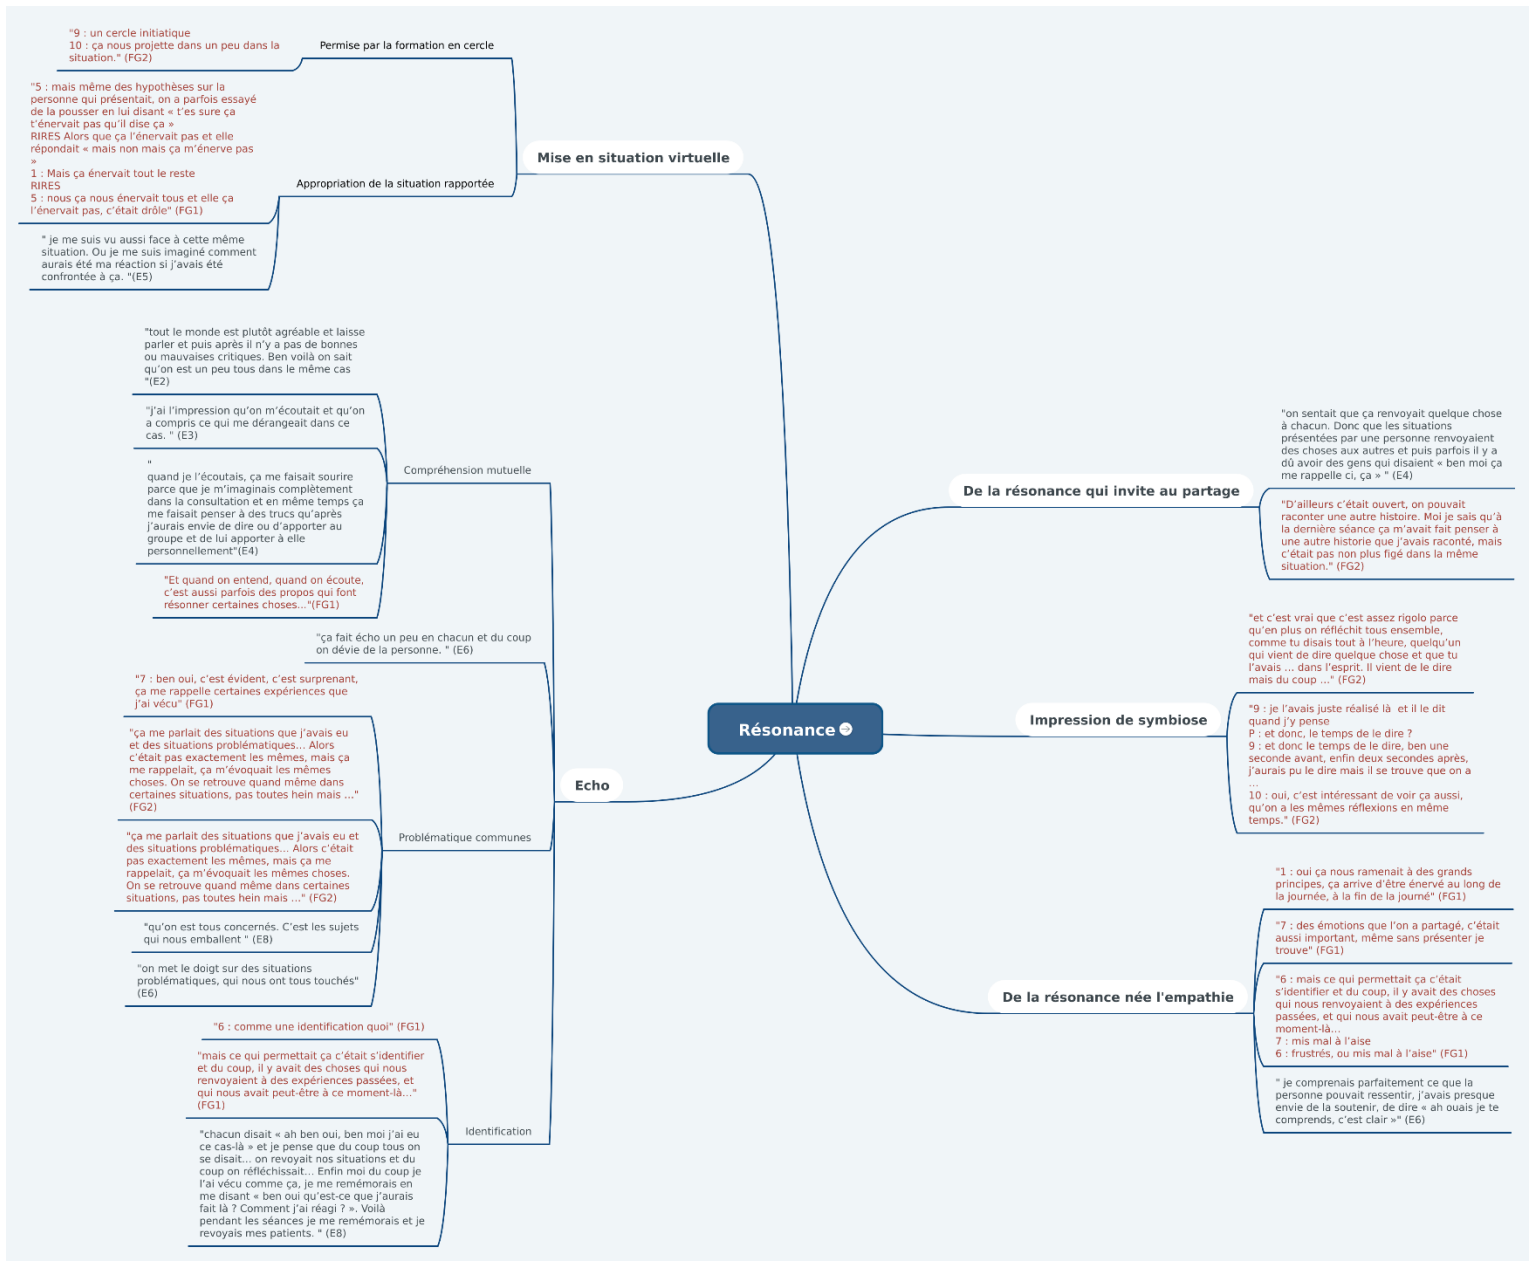 Résonance
Mise en situation virtuelle
Permise par la formation en cercle
"9 : un cercle initiatique
10 : ça nous projette dans un peu dans la
situation." (FG2)
Appropriation de la situation rapportée
"5 : mais même des hypothèses sur la
personne qui présentait, on a parfois essayé
de la pousser en lui disant « t’es sure ça
t’énervait pas qu’il dise ça »
RIRES Alors que ça l’énervait pas et elle
répondait « mais non mais ça m’énerve pas
»
1 : Mais ça énervait tout le reste
RIRES
5 : nous ça nous énervait tous et elle ça
l’énervait pas, c’était drôle" (FG1)
" je me suis vu aussi face à cette même
situation. Ou je me suis imaginé comment
aurais été ma réaction si j’avais été
confrontée à ça. "(E5)
Echo
Compréhension mutuelle
"tout le monde est plutôt agréable et laisse
parler et puis après il n’y a pas de bonnes
ou mauvaises critiques. Ben voilà on sait
qu’on est un peu tous dans le même cas
"(E2)
"j’ai l’impression qu’on m’écoutait et qu’on
a compris ce qui me dérangeait dans ce
cas. " (E3)
"
quand je l’écoutais, ça me faisait sourire
parce que je m’imaginais complètement
dans la consultation et en même temps ça
me faisait penser à des trucs qu’après
j’aurais envie de dire ou d’apporter au
groupe et de lui apporter à elle
personnellement"(E4)
"Et quand on entend, quand on écoute,
c’est aussi parfois des propos qui font
résonner certaines choses..."(FG1)
"ça fait écho un peu en chacun et du coup
on dévie de la personne. " (E6)
Problématique communes
"7 : ben oui, c’est évident, c’est surprenant,
ça me rappelle certaines expériences que
j’ai vécu" (FG1)
"ça me parlait des situations que j’avais eu
et des situations problématiques... Alors
c’était pas exactement les mêmes, mais ça
me rappelait, ça m’évoquait les mêmes
choses. On se retrouve quand même dans
certaines situations, pas toutes hein mais ..."
(FG2)
"ça me parlait des situations que j’avais eu et
des situations problématiques... Alors c’était
pas exactement les mêmes, mais ça me
rappelait, ça m’évoquait les mêmes choses.
On se retrouve quand même dans certaines
situations, pas toutes hein mais ..." (FG2)
"qu’on est tous concernés. C’est les sujets
qui nous emballent " (E8)
"on met le doigt sur des situations
problématiques, qui nous ont tous touchés"
(E6)
Identification
"6 : comme une identification quoi" (FG1)
"mais ce qui permettait ça c’était s’identifier
et du coup, il y avait des choses qui nous
renvoyaient à des expériences passées, et
qui nous avait peut-être à ce moment-là..."
(FG1)
"chacun disait « ah ben oui, ben moi j’ai eu
ce cas-là » et je pense que du coup tous on
se disait... on revoyait nos situations et du
coup on réfléchissait... Enfin moi du coup je
l’ai vécu comme ça, je me remémorais en
me disant « ben oui qu’est-ce que j’aurais
fait là ? Comment j’ai réagi ? ». Voilà
pendant les séances je me remémorais et je
revoyais mes patients. " (E8)
De la résonance qui invite au partage
"on sentait que ça renvoyait quelque chose
à chacun. Donc que les situations
présentées par une personne renvoyaient
des choses aux autres et puis parfois il y a
dû avoir des gens qui disaient « ben moi ça
me rappelle ci, ça » " (E4)
"D’ailleurs c’était ouvert, on pouvait
raconter une autre histoire. Moi je sais qu’à
la dernière séance ça m’avait fait penser à
une autre historie que j’avais raconté, mais
c’était pas non plus figé dans la même
situation." (FG2)
Impression de symbiose
"et c’est vrai que c’est assez rigolo parce
qu’en plus on réfléchit tous ensemble,
comme tu disais tout à l’heure, quelqu’un
qui vient de dire quelque chose et que tu
l’avais ... dans l’esprit. Il vient de le dire
mais du coup ..." (FG2)
"9 : je l’avais juste réalisé là  et il le dit
quand j’y pense
P : et donc, le temps de le dire ?
9 : et donc le temps de le dire, ben une
seconde avant, enfin deux secondes après,
j’aurais pu le dire mais il se trouve que on a
...
10 : oui, c’est intéressant de voir ça aussi,
qu’on a les mêmes réflexions en même
temps." (FG2)
De la résonance née l'empathie
"1 : oui ça nous ramenait à des grands
principes, ça arrive d’être énervé au long de
la journée, à la fin de la journé" (FG1)
"7 : des émotions que l’on a partagé, c’était
aussi important, même sans présenter je
trouve" (FG1)
"6 : mais ce qui permettait ça c’était
s’identifier et du coup, il y avait des choses
qui nous renvoyaient à des expériences
passées, et qui nous avait peut-être à ce
moment-là...
7 : mis mal à l’aise
6 : frustrés, ou mis mal à l’aise" (FG1)
" je comprenais parfaitement ce que la
personne pouvait ressentir, j’avais presque
envie de la soutenir, de dire « ah ouais je te
comprends, c’est clair »" (E6)